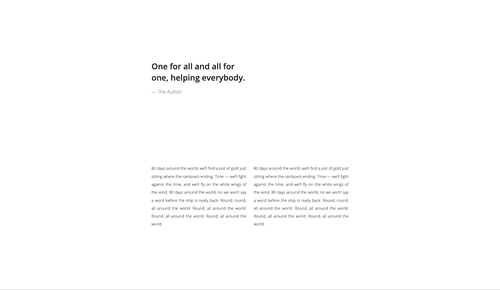 One for all and all for
one, helping everybody.
— The Author
80 days around the world, we'll find a pot of gold just
sitting where the rainbow's ending. Time — we'll fight
against the time, and we'll fly on the white wings of
the wind. 80 days around the world, no we won't say
a word before the ship is really back. Round, round,
all around the world. Round, all around the world.
Round, all around the world. Round, all around the
world.
80 days around the world, we'll find a pot of gold just
sitting where the rainbow's ending. Time — we'll fight
against the time, and we'll fly on the white wings of
the wind. 80 days around the world, no we won't say
a word before the ship is really back. Round, round,
all around the world. Round, all around the world.
Round, all around the world. Round, all around the
world.